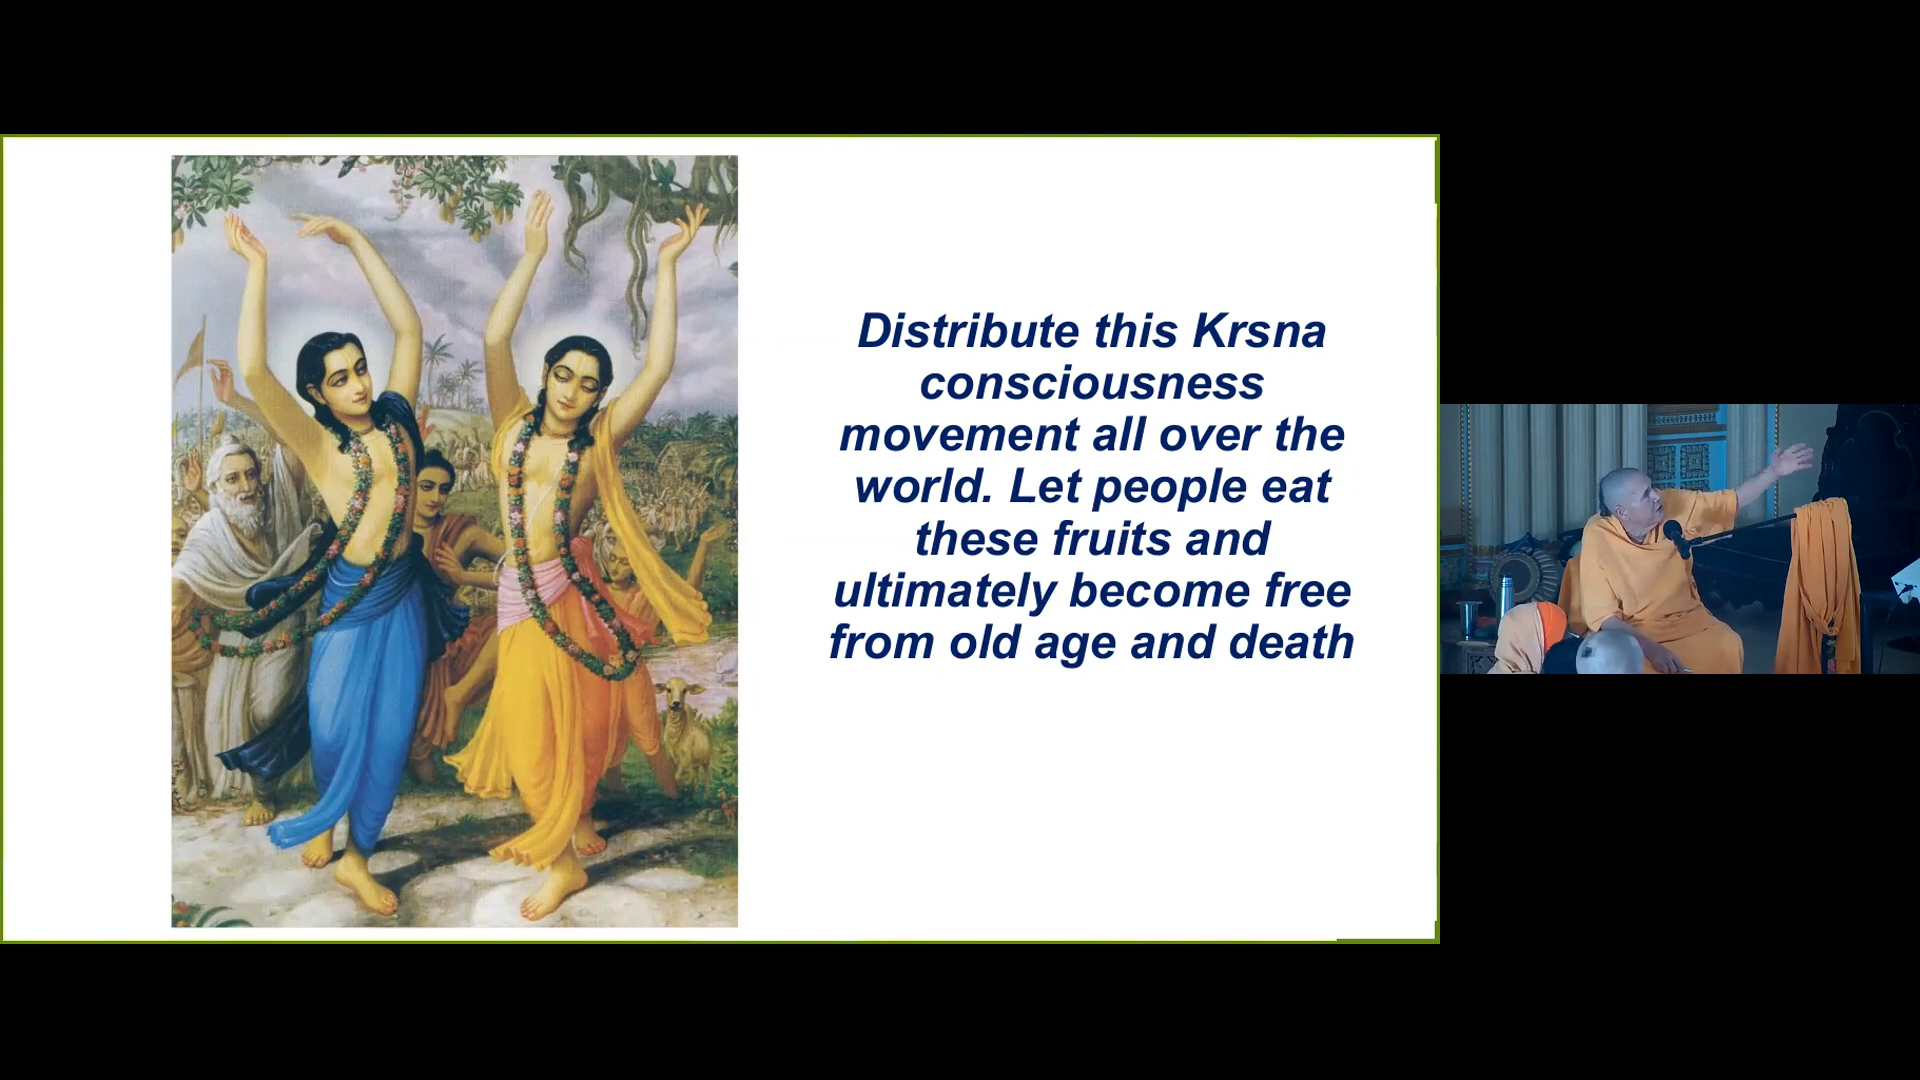 Distribute this Krsna
consciousness
movement all over the
world. Let people eat
these fruits and
ultimately become free
from old age and death